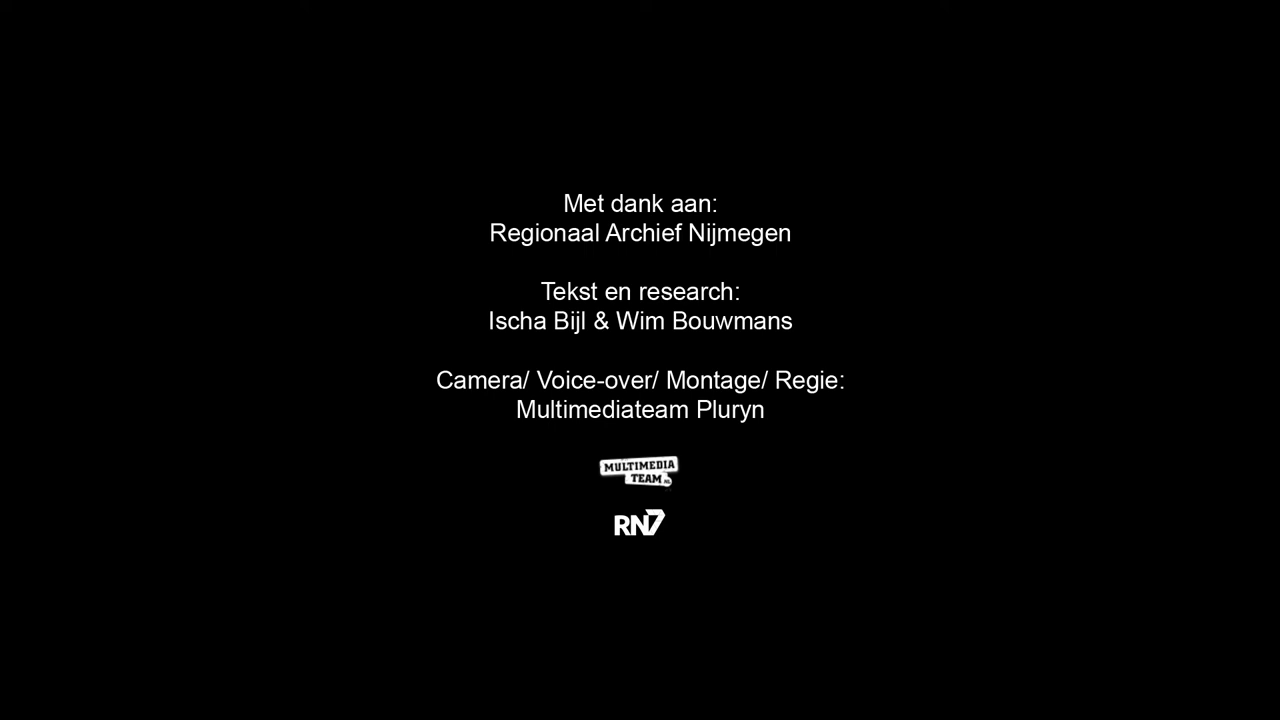 Met dank aan:
Regionaal Archief Nijmegen
Tekst en research:
Ischa Bijl & Wim Bouwmans
Camera/ Voice-over/ Montage/ Regie:
Multimediateam Pluryn
MULTIMEDIA
TEAM.NL
RN7